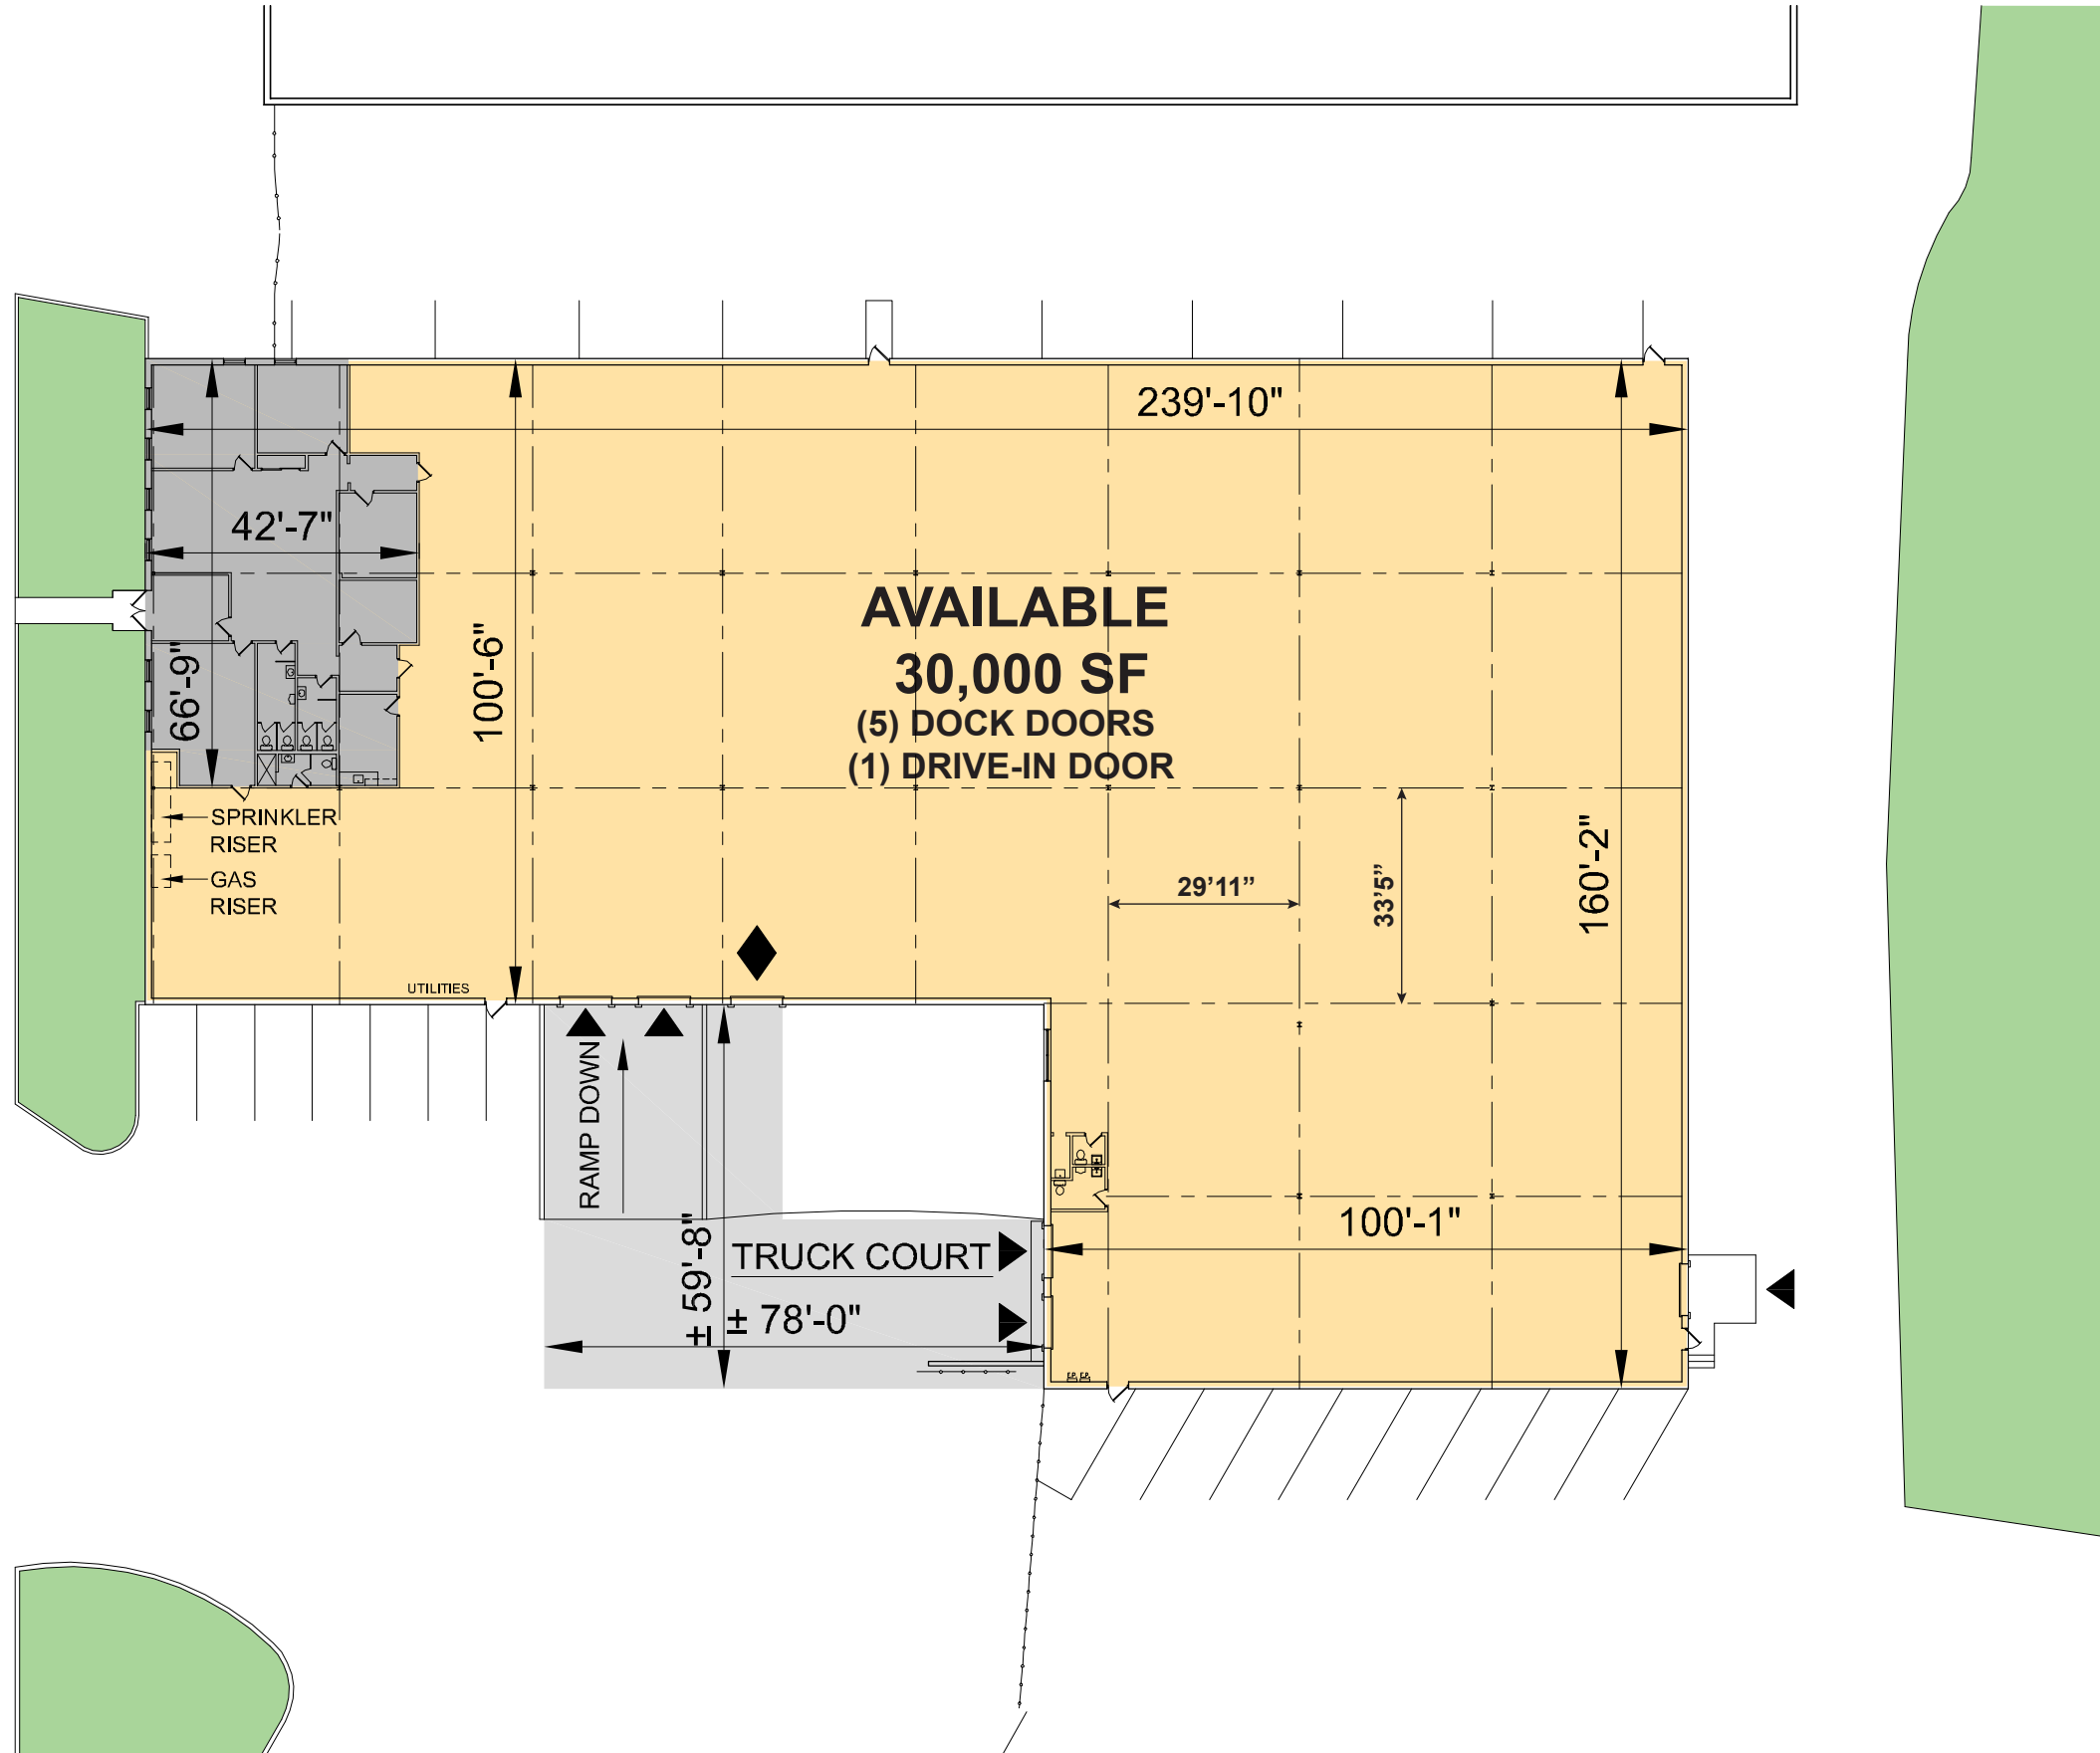 239'-10"
42'-7"
AVAILABLE
30,000 SF
(5) DOCK DOORS
(1) DRIVE-IN DOOR
66'-9"
100'-6"
SPRINKLER
RISER
GAS
RISER
29'11”
33'5”
160'-2"
UTILITIES
RAMP DOWN
TRUCK COURT
± 59'-8"
± 78'-0"
100'-1"
E.P. E.P.